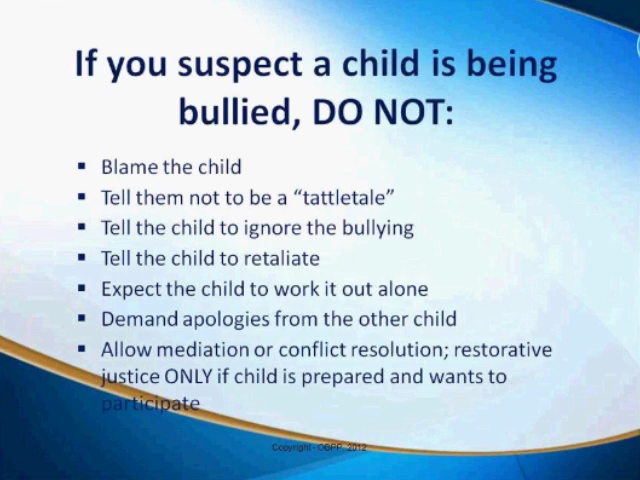 If you suspect a child is being
bullied, DO NOT:
▪ Blame the child
▪ Tell them not to be a “tattletale”
▪ Tell the child to ignore the bullying
▪ Tell the child to retaliate
▪ Expect the child to work it out alone
▪ Demand apologies from the other child
▪ Allow mediation or conflict resolution; restorative
justice ONLY if child is prepared and wants to
participate
Copyright - OBPP, 2012